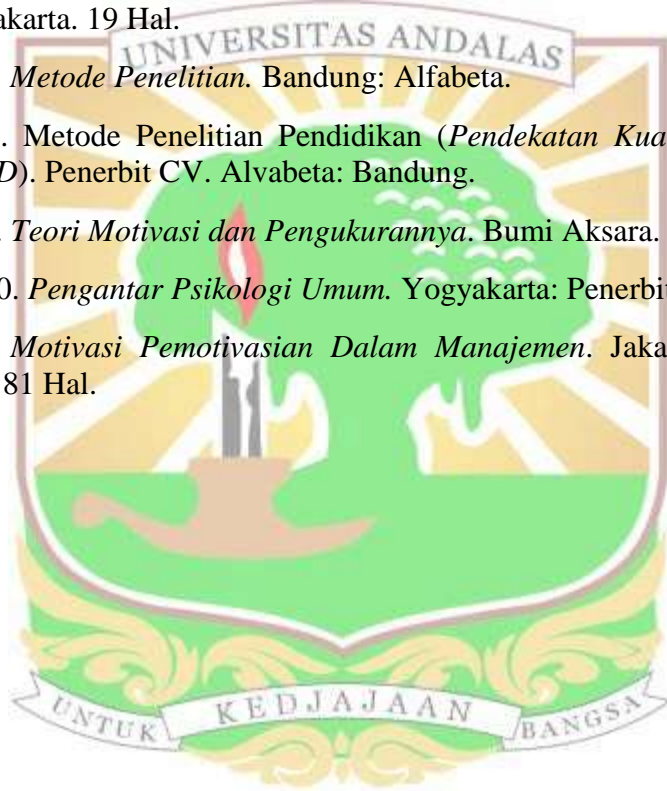 akarta. 19 Hal.
UNIVERSITAS ANDALAS
Metode Penelitian. Bandung: Alfabeta.
. Metode Penelitian Pendidikan (Pendekatan Kua
D). Penerbit CV. Alvabeta: Bandung.
. Teori Motivasi dan Pengukurannya. Bumi Aksara.
0. Pengantar Psikologi Umum. Yogyakarta: Penerbit
Motivasi Pemotivasian Dalam Manajemen. Jaka
81 Hal.
UNTUK KEDJAJAAN BANGSA